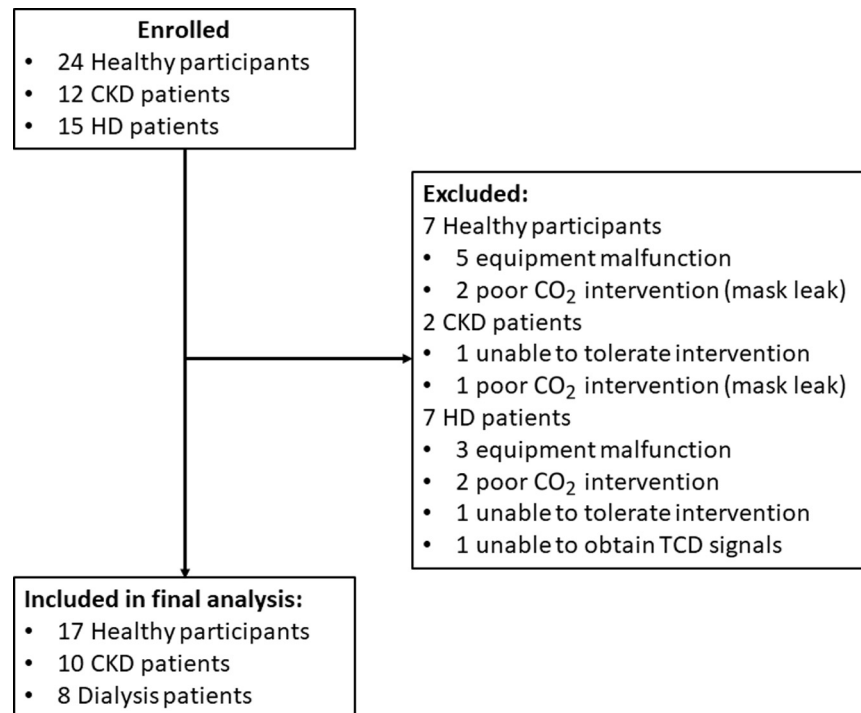 Enrolled
• 24 Healthy participants
• 12 CKD patients
• 15 HD patients
Excluded:
7 Healthy participants
• 5 equipment malfunction
• 2 poor CO₂ intervention (mask leak)
2 CKD patients
• 1 unable to tolerate intervention
• 1 poor CO₂ intervention (mask leak)
7 HD patients
• 3 equipment malfunction
• 2 poor CO₂ intervention
• 1 unable to tolerate intervention
• 1 unable to obtain TCD signals
Included in final analysis:
• 17 Healthy participants
• 10 CKD patients
• 8 Dialysis patients